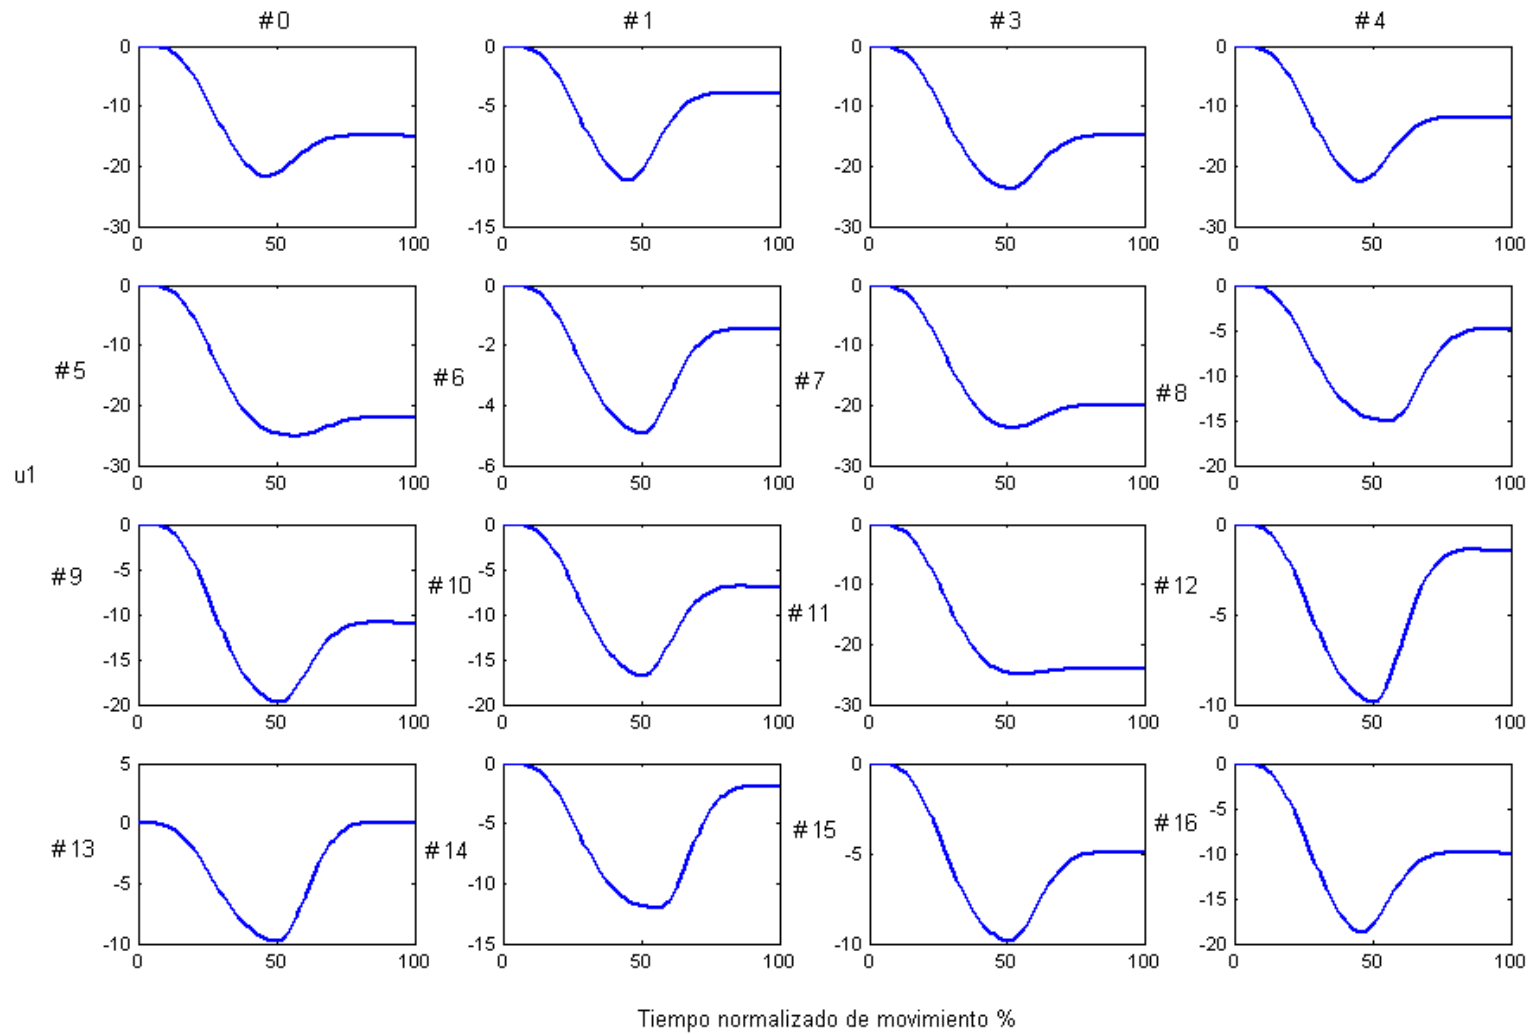 #0 #1 #3 #4
0 0 0 0
-10 -5 -10 -10
-20 -10 -20 -20
-30 -15 -30 -30
0 50 100 0 50 100 0 50 100 0 50 100
0 0 0 0
-10 -2 -10 -5
#5 #6 #7 #8
-20 -4 -20 -10
-15
-30 -6 -30 -20
u1
0 50 100 0 50 100 0 50 100 0 50 100
0 0 0 0
-5 -5 -10
#9 #10 #11 #12
-10 -10 -20 -5
-15 -15
-20 -20 -30 -10
0 50 100 0 50 100 0 50 100 0 50 100
5 0 0 0
0 -5 -5
#13 #14 #15 #16
-5 -10 -5 -10
-15
-10 -15 -10 -20
0 50 100 0 50 100 0 50 100 0 50 100
Tiempo normalizado de movimiento %